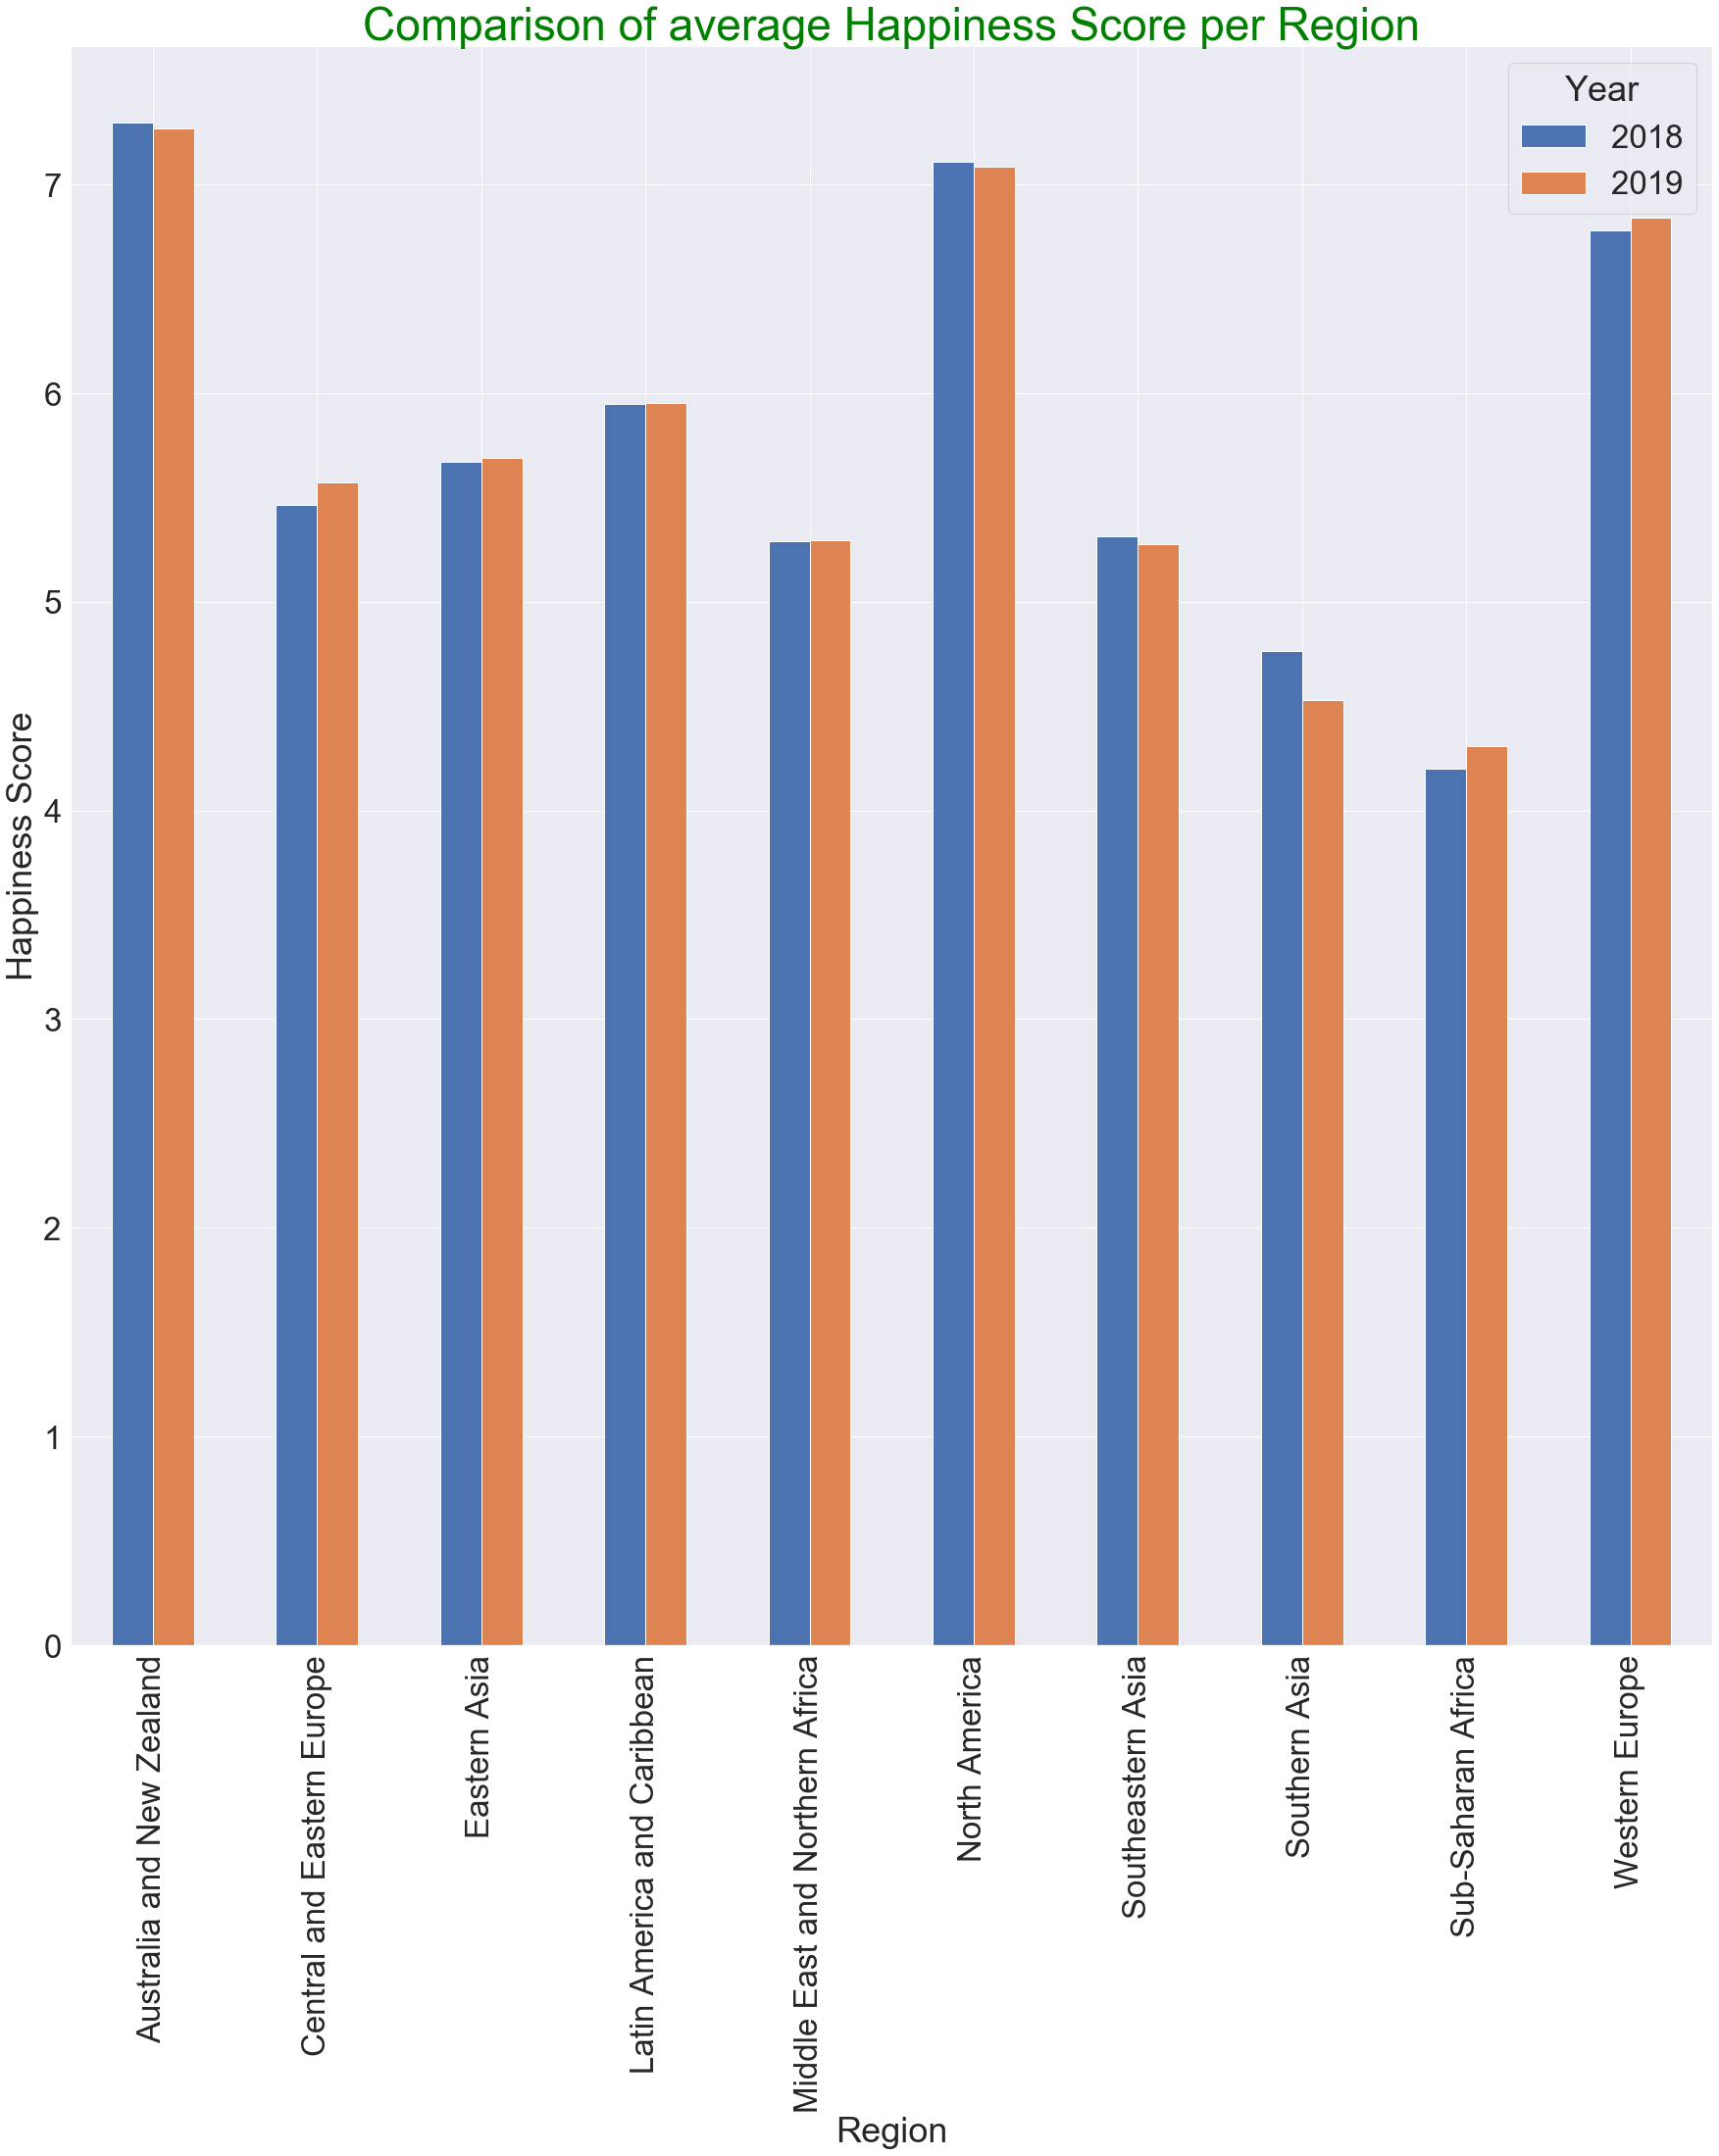 Comparison of average Happiness Score per Region
Year
2018
2019
Happiness Score
7
6
5
4
3
2
1
0
Australia and New Zealand
Central and Eastern Europe
Eastern Asia
Latin America and Caribbean
Middle East and Northern Africa
North America
Southeastern Asia
Southern Asia
Sub-Saharan Africa
Western Europe
Region